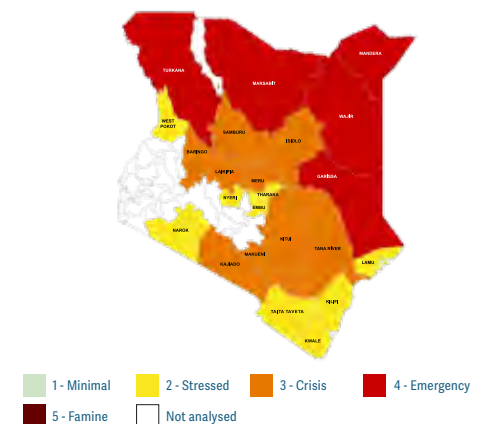 MANDERA
TURKANA
MARSABIT
WAJIR
WEST
POKOT
SAMBURU
ISIOLO
BARINGO
LAIKIPIA
MERU
GARISSA
NYERI
THARAKA
EMBU
NAROK
KITUI
TANA RIVER
MAKUENI
KAJIADO
LAMU
KILIFI
TAITA TAVETA
KWALE
1 - Minimal
2 - Stressed
3 - Crisis
4 - Emergency
5 - Famine
Not analysed